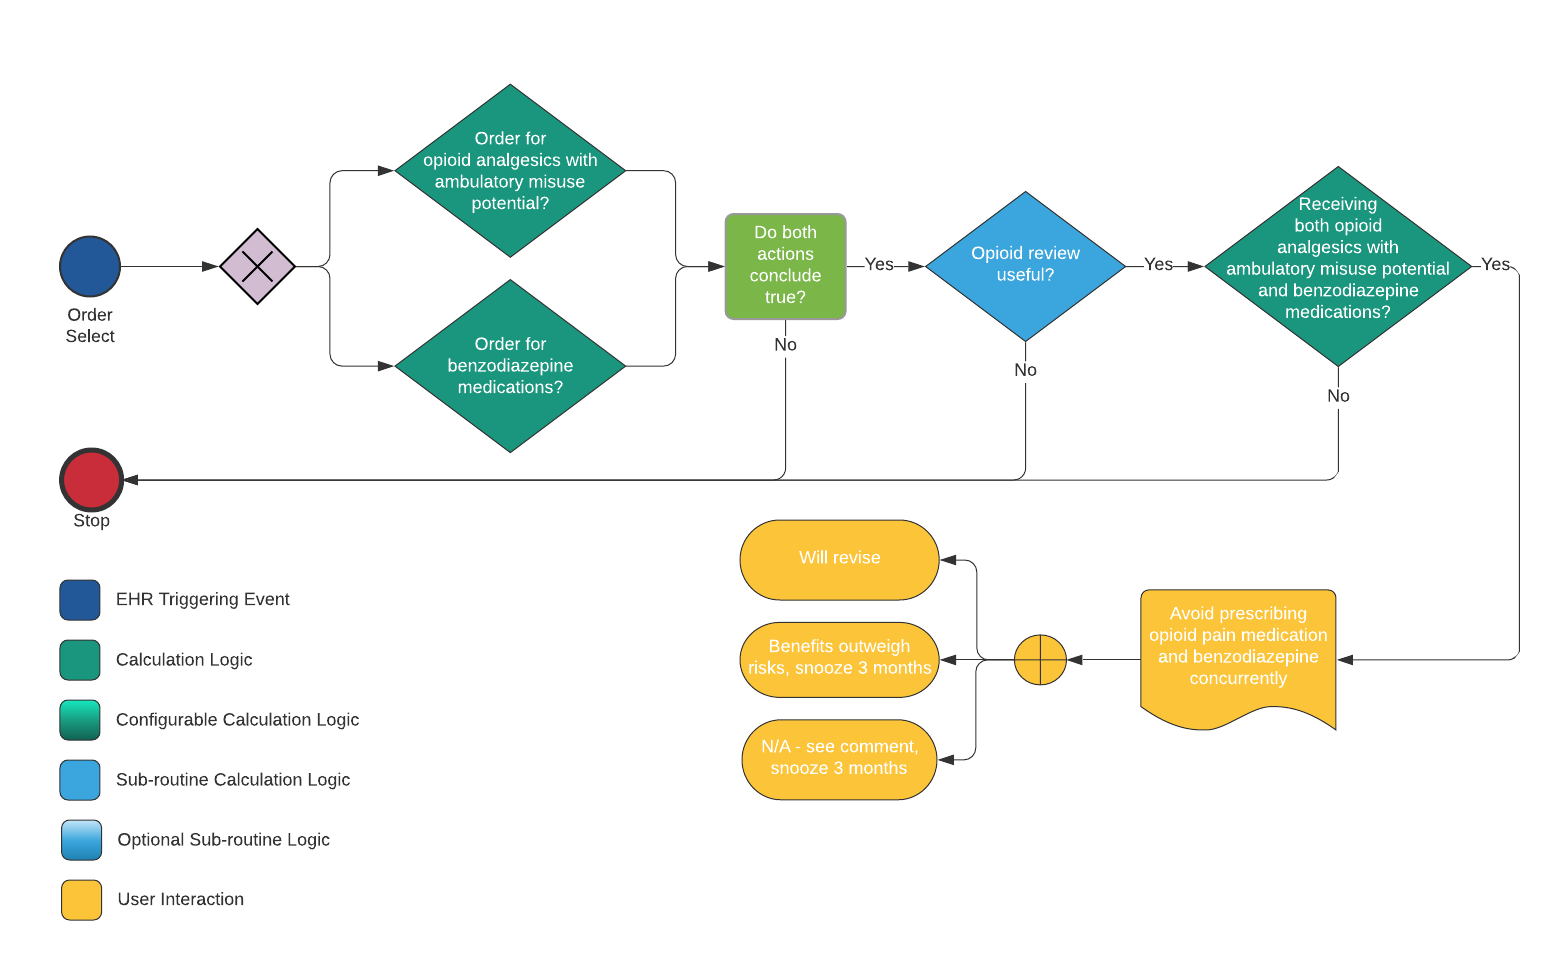 Order
Select
Order for
opioid analgesics with
ambulatory misuse
potential?
Order for
benzodiazepine
medications?
Do both
actions
conclude
true?
Yes
No
Opioid review
useful?
Yes
No
Receiving
both opioid
analgesics with
ambulatory misuse potential
and benzodiazepine
medications?
Yes
No
Stop
Avoid prescribing
opioid pain medication
and benzodiazepine
concurrently
Will revise
Benefits outweigh
risks, snooze 3 months
N/A - see comment,
snooze 3 months
EHR Triggering Event
Calculation Logic
Configurable Calculation Logic
Sub-routine Calculation Logic
Optional Sub-routine Logic
User Interaction